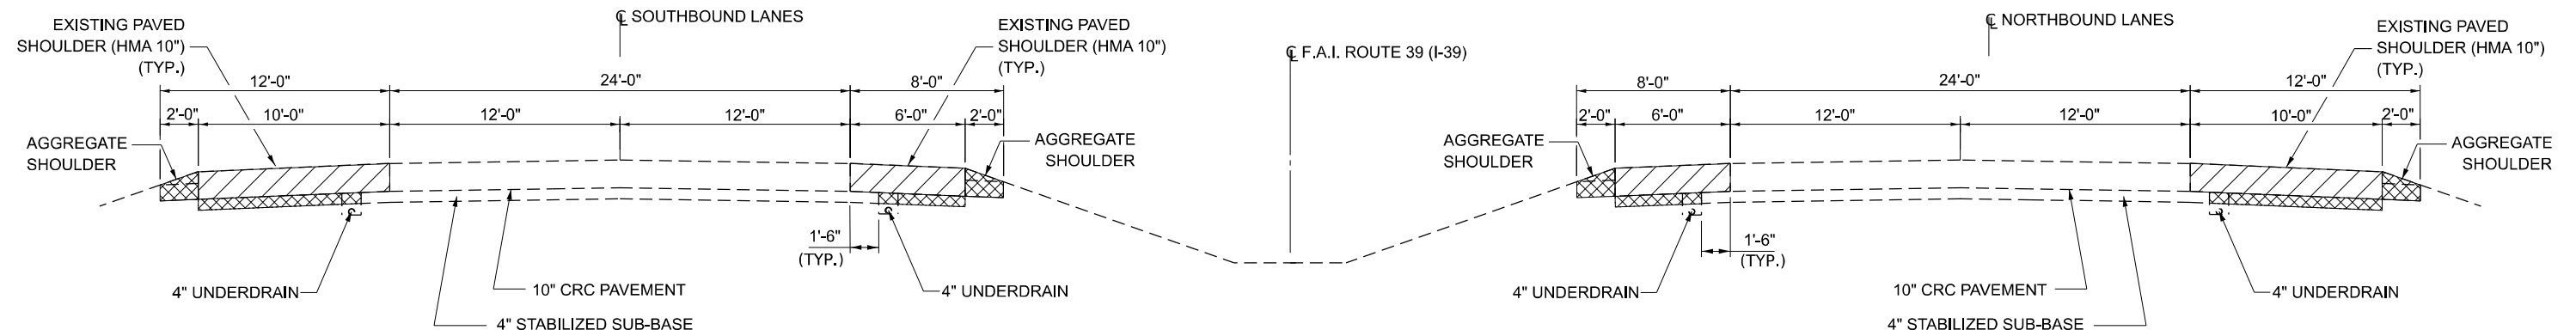 EXISTING PAVED
SHOULDER (HMA 10")
(TYP.)
℄ SOUTHBOUND LANES
EXISTING PAVED
SHOULDER (HMA 10")
(TYP.)
℄ F.A.I. ROUTE 39 (I-39)
℄ NORTHBOUND LANES
EXISTING PAVED
SHOULDER (HMA 10")
(TYP.)
12'-0"
24'-0"
8'-0"
8'-0"
24'-0"
12'-0"
2'-0"
10'-0"
12'-0"
12'-0"
6'-0"
2'-0"
2'-0"
6'-0"
12'-0"
12'-0"
10'-0"
2'-0"
AGGREGATE
SHOULDER
AGGREGATE
SHOULDER
AGGREGATE
SHOULDER
AGGREGATE
SHOULDER
1'-6"
(TYP.)
1'-6"
(TYP.)
4" UNDERDRAIN
10" CRC PAVEMENT
4" UNDERDRAIN
4" STABILIZED SUB-BASE
4" UNDERDRAIN
10" CRC PAVEMENT
4" UNDERDRAIN
4" STABILIZED SUB-BASE